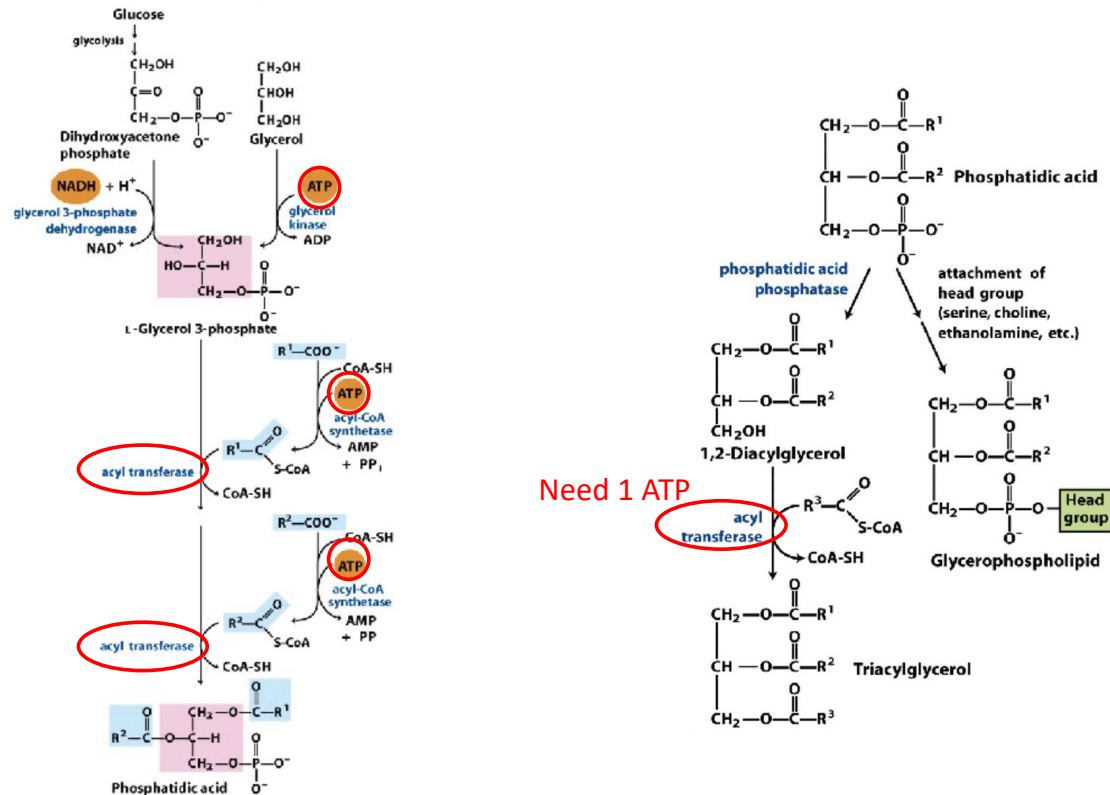 Glucose
glycolysis
CH₂OH
C=O
CH₂—O—P—O⁻
O
O⁻
Dihydroxyacetone
phosphate
CH₂OH
CHOH
CH₂OH
Glycerol
NADH + H⁺
glycerol 3-phosphate
dehydrogenase
NAD⁺
ATP
glycerol
kinase
ADP
CH₂OH
HO—C—H
O
CH₂—O—P—O⁻
O⁻
L-Glycerol 3-phosphate
R¹—COO⁻
CoA-SH
ATP
acyl-CoA
synthetase
AMP
+ PPᵢ
O
R¹—C
S-CoA
acyl transferase
CoA-SH
R²—COO⁻
CoA-SH
ATP
acyl-CoA
synthetase
AMP
+ PP
O
R²—C
S-CoA
acyl transferase
CoA-SH
O
CH₂—O—C—R¹
O
R²—C—O—C—H
O
CH₂—O—P—O⁻
O⁻
Phosphatidic acid
O
CH₂—O—C—R¹
O
CH—O—C—R²
O
CH₂—O—P—O⁻
O⁻
Phosphatidic acid
phosphatidic acid
phosphatase
attachment of
head group
(serine, choline,
ethanolamine, etc.)
O
CH₂—O—C—R¹
O
CH—O—C—R²
CH₂OH
1,2-Diacylglycerol
Need 1 ATP
acyl
transferase
O
R³—C
S-CoA
CoA-SH
O
CH₂—O—C—R¹
O
CH—O—C—R²
O
CH₂—O—P—O—
O⁻
Head
group
Glycerophospholipid
O
CH₂—O—C—R¹
O
CH—O—C—R²
O
CH₂—O—C—R³
Triacylglycerol